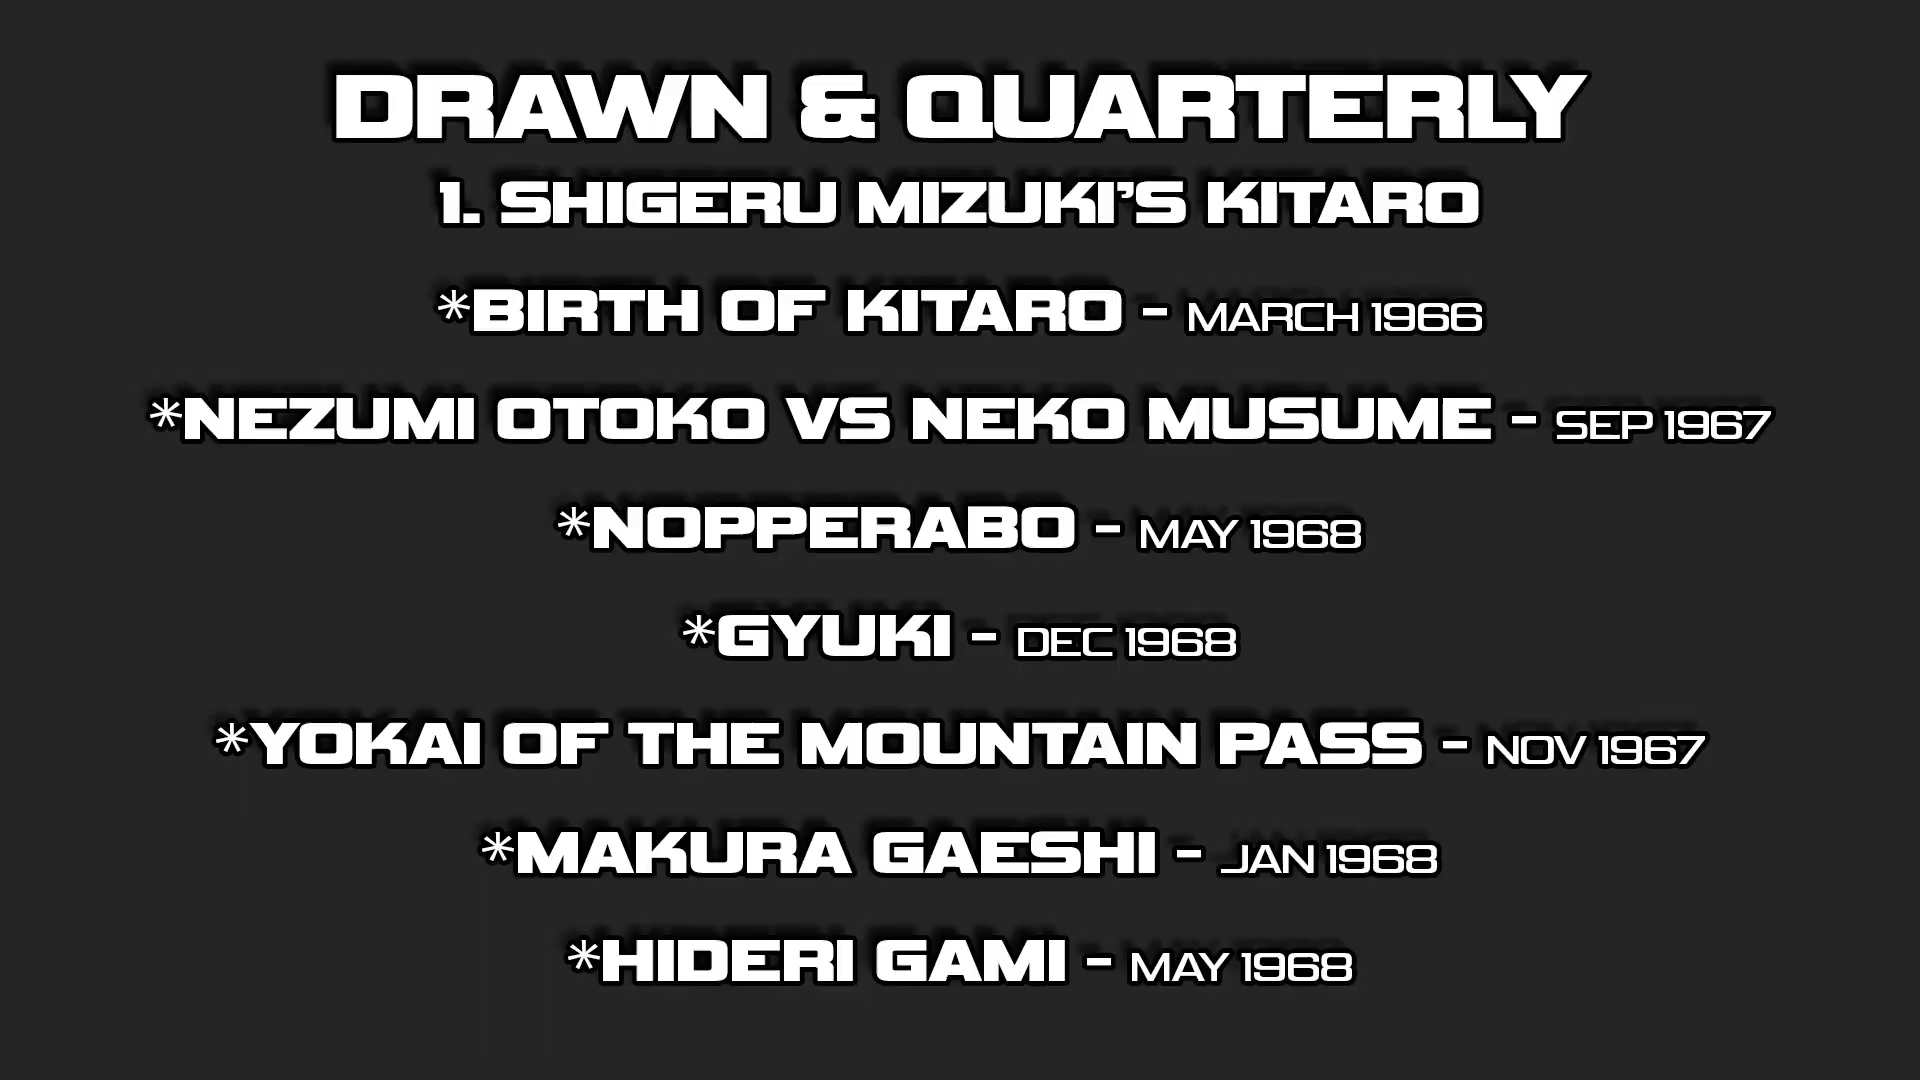 DRAWN & QUARTERLY
1. SHIGERU MIZUKI'S KITARO
*BIRTH OF KITARO - MARCH 1966
*NEZUMI OTOKO VS NEKO MUSUME - SEP 1967
*NOPPERABO - MAY 1968
*GYUKI - DEC 1968
*YOKAI OF THE MOUNTAIN PASS - NOV 1967
*MAKURA GAESHI - JAN 1968
*HIDERI GAMI - MAY 1968